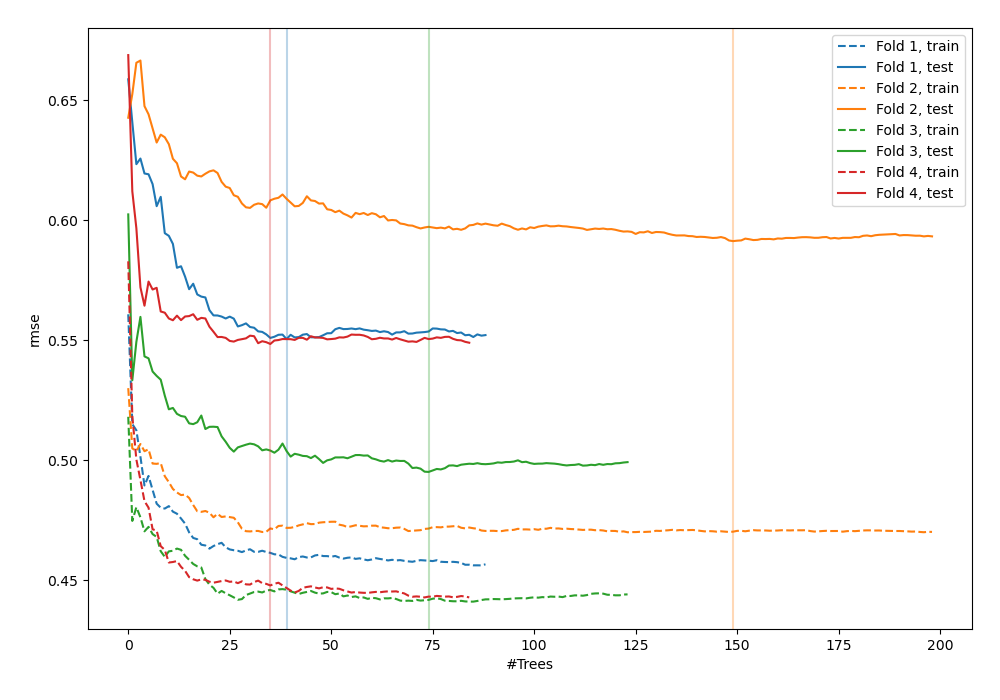 Fold 1, train
Fold 1, test
Fold 2, train
Fold 2, test
Fold 3, train
Fold 3, test
Fold 4, train
Fold 4, test
rmse
0.65
0.60
0.55
0.50
0.45
0 25 50 75 100 125 150 175 200
#Trees